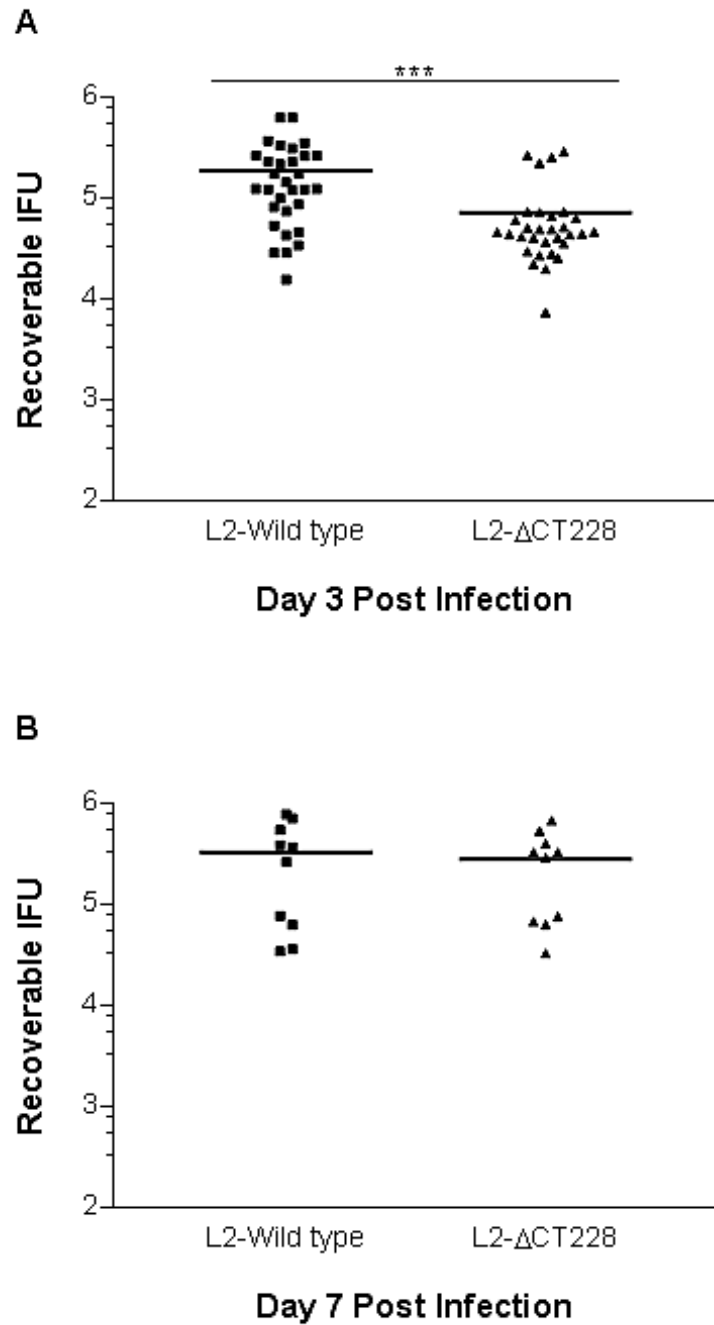 A
***
6
5
4
3
2
Recoverable IFU
L2-Wild type L2-ΔCT228
Day 3 Post Infection
B
6
5
4
3
2
Recoverable IFU
L2-Wild type L2-ΔCT228
Day 7 Post Infection